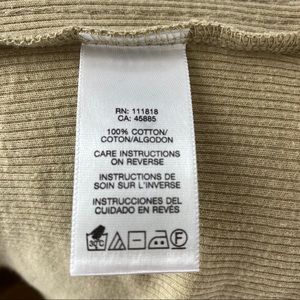 RN: 111818
CA: 45885
100% COTTON/
COTON/ALGODON
CARE INSTRUCTIONS
ON REVERSE
INSTRUCTIONS DE
SOIN SUR L'INVERSE
INSTRUCCIONES DEL
CUIDADO EN REVÉS
30°C F